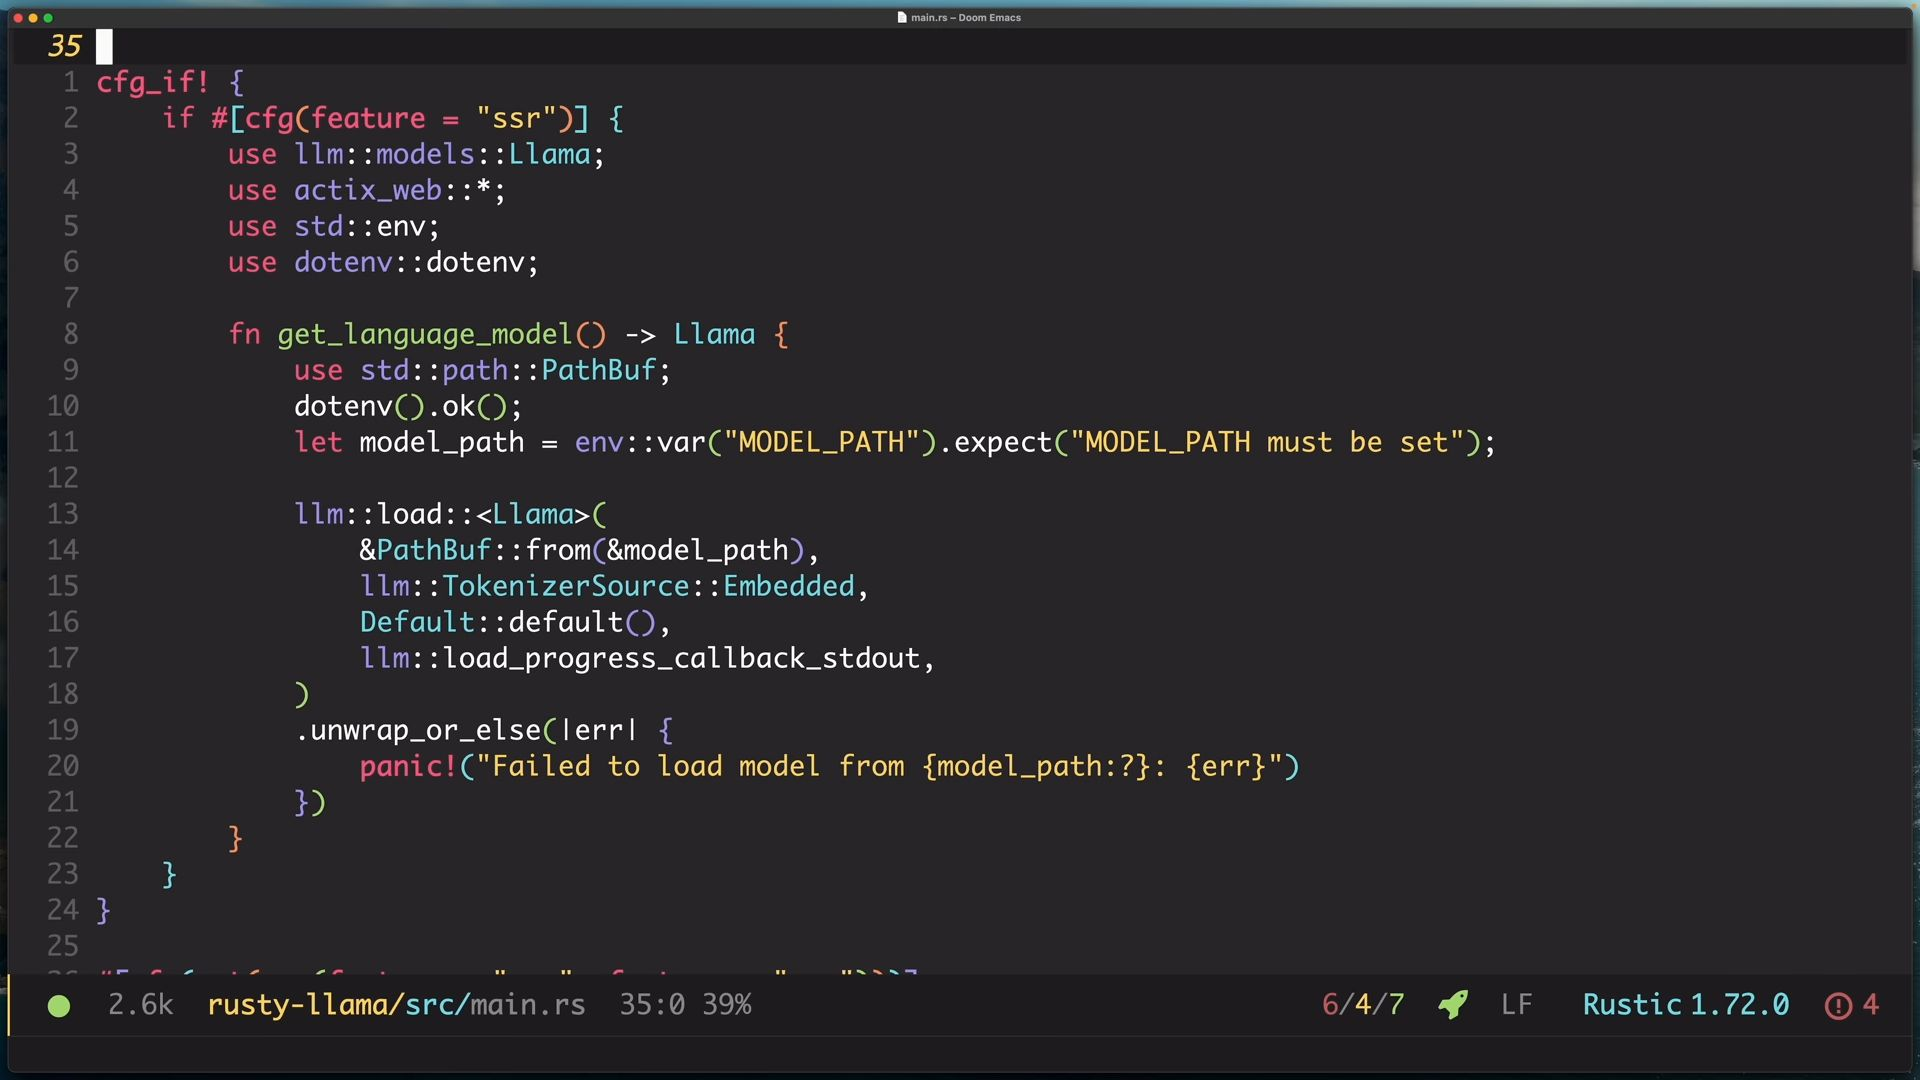 main.rs – Doom Emacs
35
1 cfg_if! {
2     if #[cfg(feature = "ssr")] {
3         use llm::models::Llama;
4         use actix_web::*;
5         use std::env;
6         use dotenv::dotenv;
7
8         fn get_language_model() -> Llama {
9             use std::path::PathBuf;
10             dotenv().ok();
11             let model_path = env::var("MODEL_PATH").expect("MODEL_PATH must be set");
12
13             llm::load::<Llama>(
14                 &PathBuf::from(&model_path),
15                 llm::TokenizerSource::Embedded,
16                 Default::default(),
17                 llm::load_progress_callback_stdout,
18             )
19             .unwrap_or_else(|err| {
20                 panic!("Failed to load model from {model_path:?}: {err}")
21             })
22         }
23     }
24 }
25
2.6k rusty-llama/src/main.rs 35:0 39% 6/4/7 LF Rustic 1.72.0 4